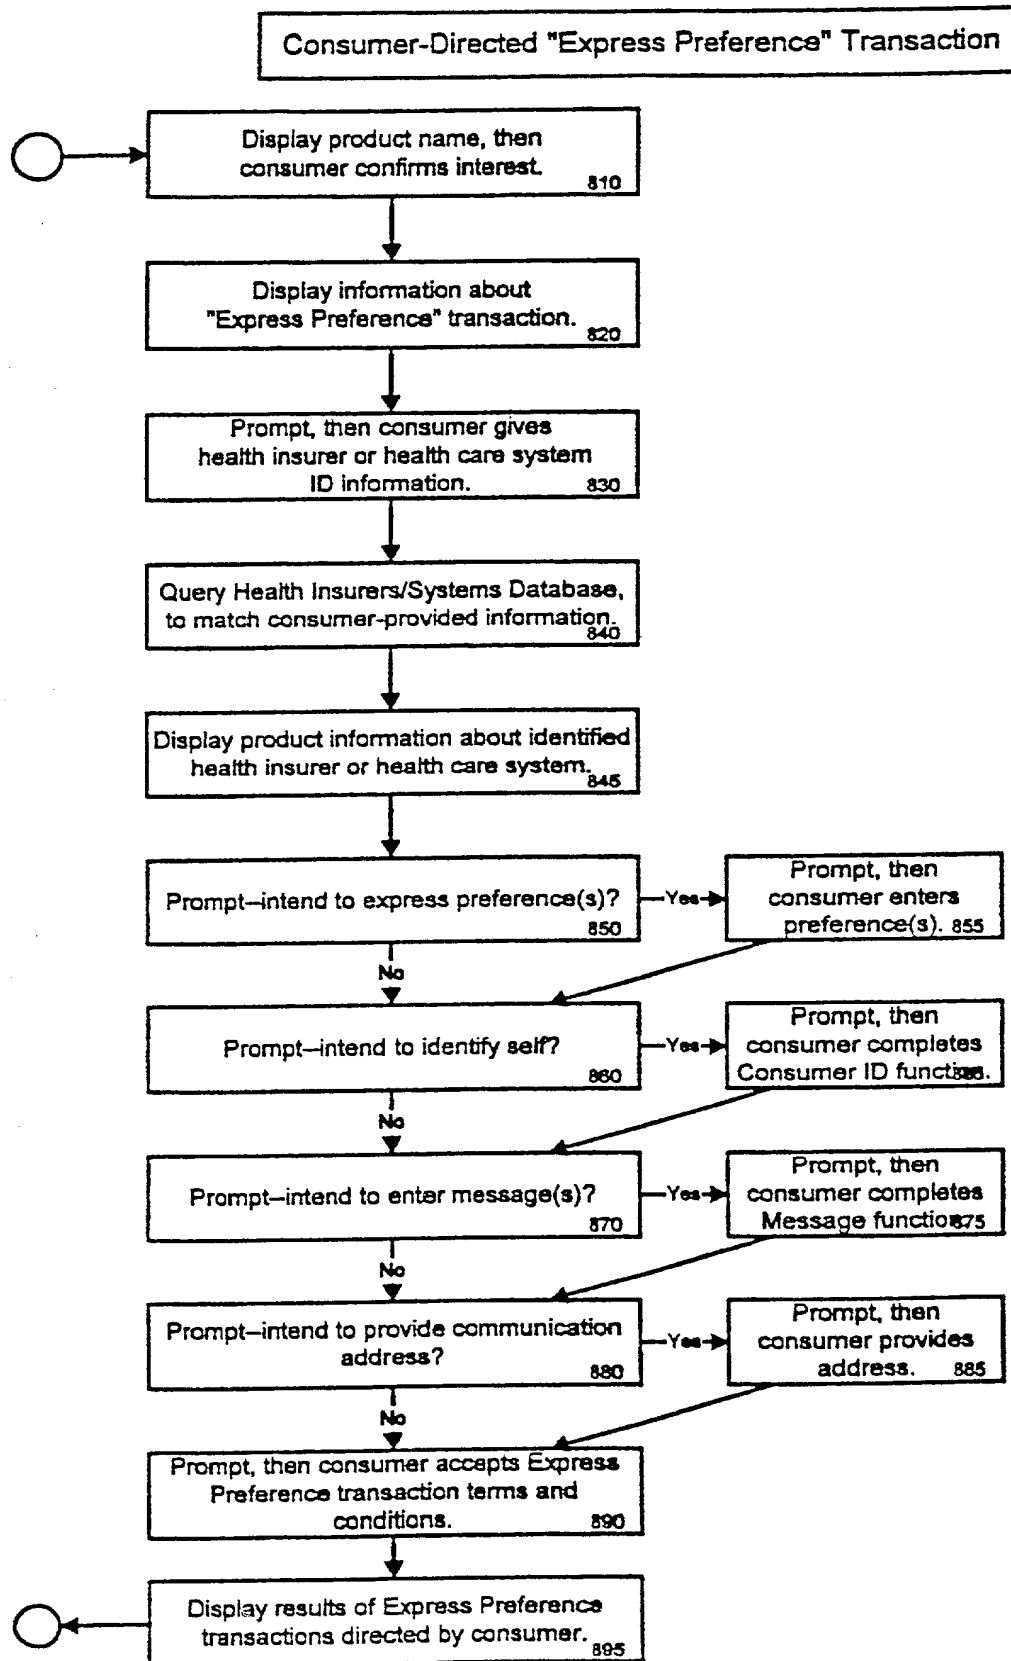 Consumer-Directed "Express Preference" Transaction
Display product name, then
consumer confirms interest.
810
Display information about
"Express Preference" transaction.
820
Prompt, then consumer gives
health insurer or health care system
ID information.
830
Query Health Insurers/Systems Database,
to match consumer-provided information.
840
Display product information about identified
health insurer or health care system.
845
Prompt–intend to express preference(s)?
850
Yes
Prompt, then
consumer enters
preference(s). 855
No
Prompt–intend to identify self?
860
Yes
Prompt, then
consumer completes
Consumer ID function.
No
Prompt–intend to enter message(s)?
870
Yes
Prompt, then
consumer completes
Message function 875
No
Prompt–intend to provide communication
address?
880
Yes
Prompt, then
consumer provides
address. 885
No
Prompt, then consumer accepts Express
Preference transaction terms and
conditions.
890
Display results of Express Preference
transactions directed by consumer.
895